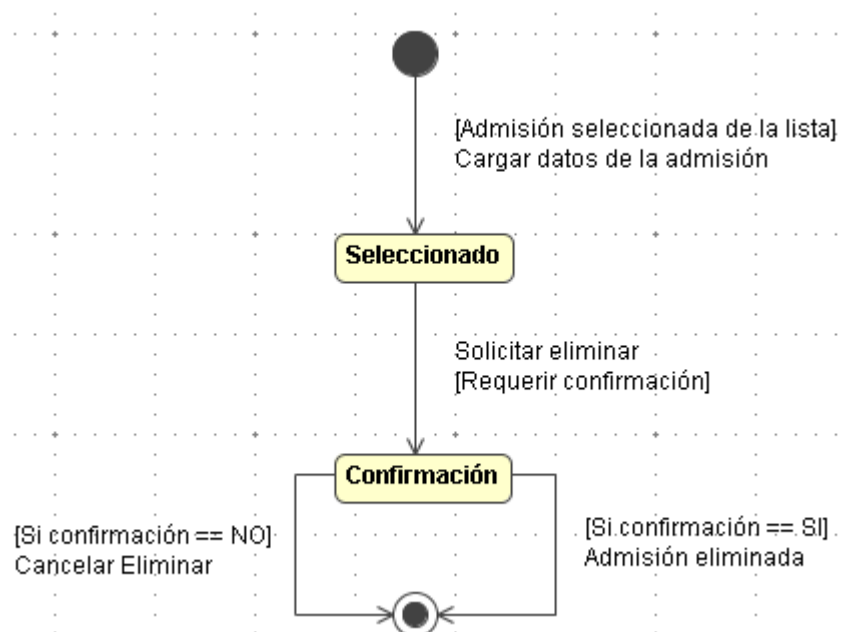 [Admisión seleccionada de la lista]
Cargar datos de la admisión
Seleccionado
Solicitar eliminar
[Requerir confirmación]
Confirmación
[Si confirmación == NO]
Cancelar Eliminar
[Si confirmación == SI]
Admisión eliminada